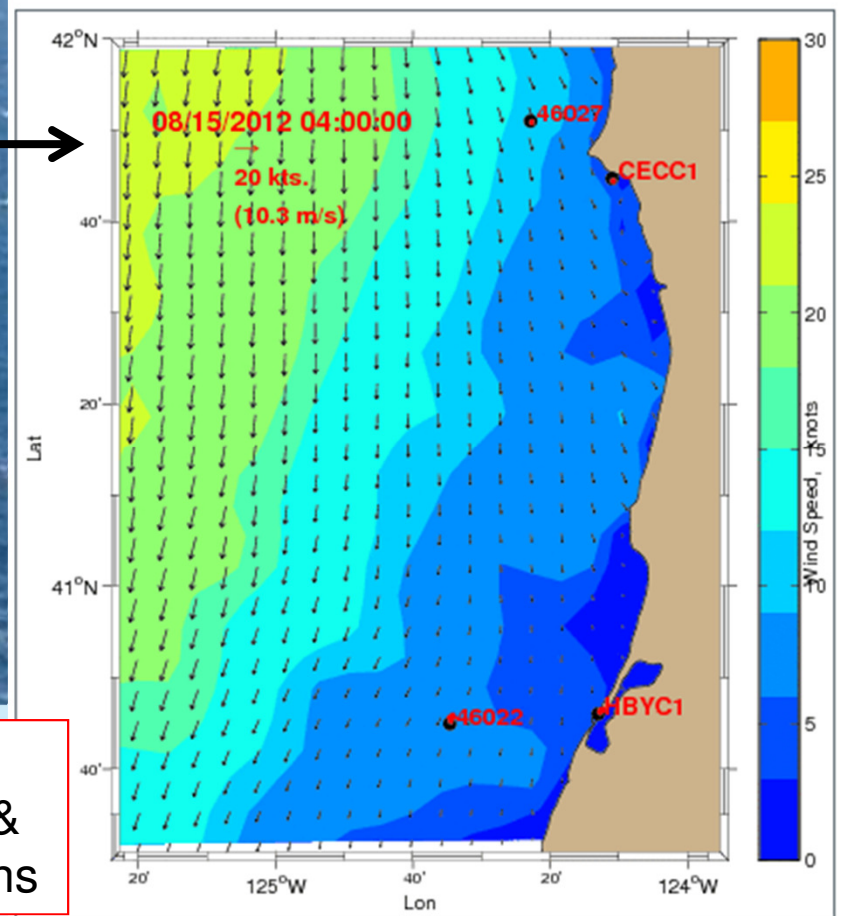 42°N
30
08/15/2012 04:00:00
46027
20 kts.
(10.3 m/s)
CECC1
25
40'
20
20'
Lat
15
Wind Speed, knots
41°N
10
46022
HBYC1
5
40'
0
20'
125°W
40'
20'
124°W
Lon
&
ns